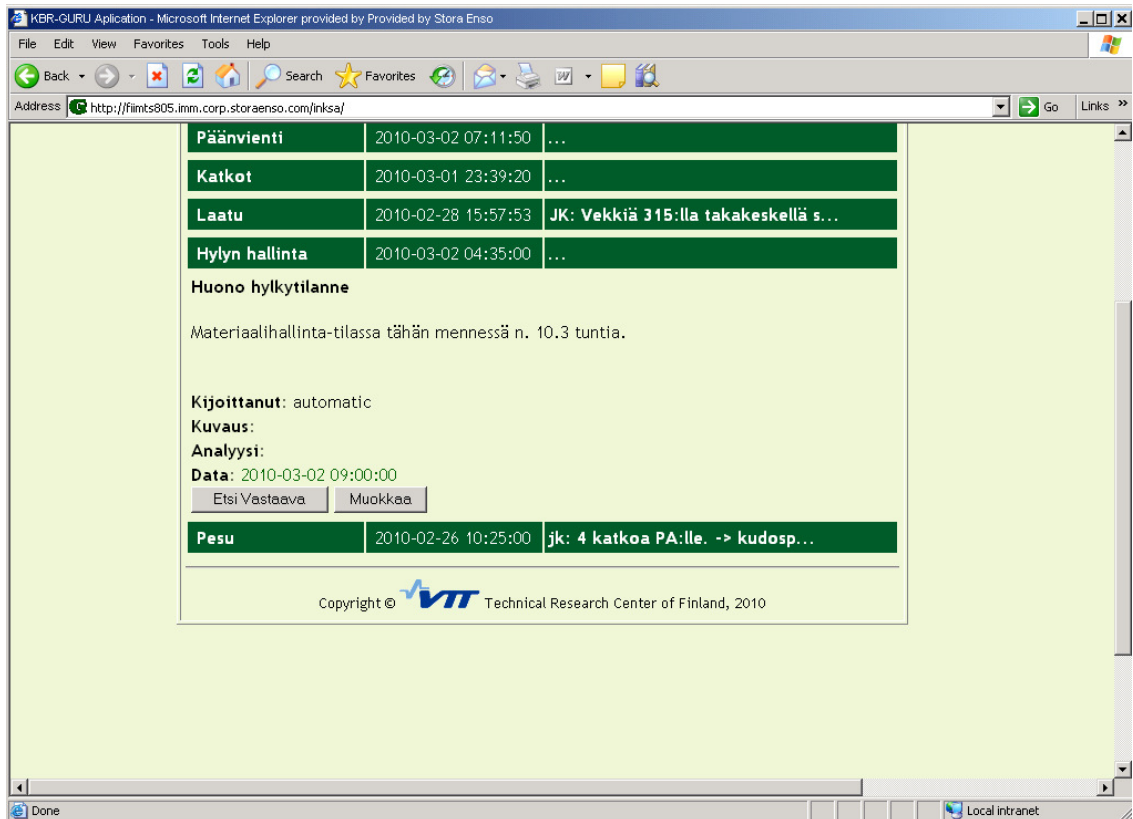 KBR-GURU Aplication - Microsoft Internet Explorer provided by Provided by Stora Enso
File Edit View Favorites Tools Help
Back Search Favorites
Address http://fiimts805.imm.corp.storaenso.com/inksa/ Go Links »
Päänvienti 2010-03-02 07:11:50 ...
Katkot 2010-03-01 23:39:20 ...
Laatu 2010-02-28 15:57:53 JK: Vekkiä 315:lla takakeskellä s...
Hylyn hallinta 2010-03-02 04:35:00 ...
Huono hylkytilanne
Materiaalihallinta-tilassa tähän mennessä n. 10.3 tuntia.
Kijoittanut: automatic
Kuvaus:
Analyysi:
Data: 2010-03-02 09:00:00
Etsi Vastaava Muokkaa
Pesu 2010-02-26 10:25:00 jk: 4 katkoa PA:lle. -> kudosp...
Copyright © VTT Technical Research Center of Finland, 2010
Done Local intranet